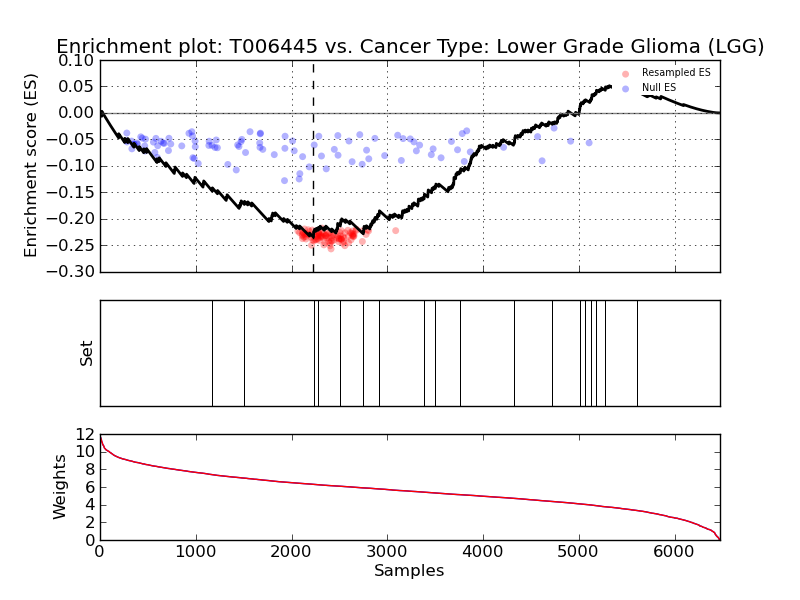 Enrichment plot: T006445 vs. Cancer Type: Lower Grade Glioma (LGG)
Enrichment score (ES)
0.10
0.05
0.00
−0.05
−0.10
−0.15
−0.20
−0.25
−0.30
Resampled ES
Null ES
Set
Weights
12
10
8
6
4
2
0
0 1000 2000 3000 4000 5000 6000
Samples